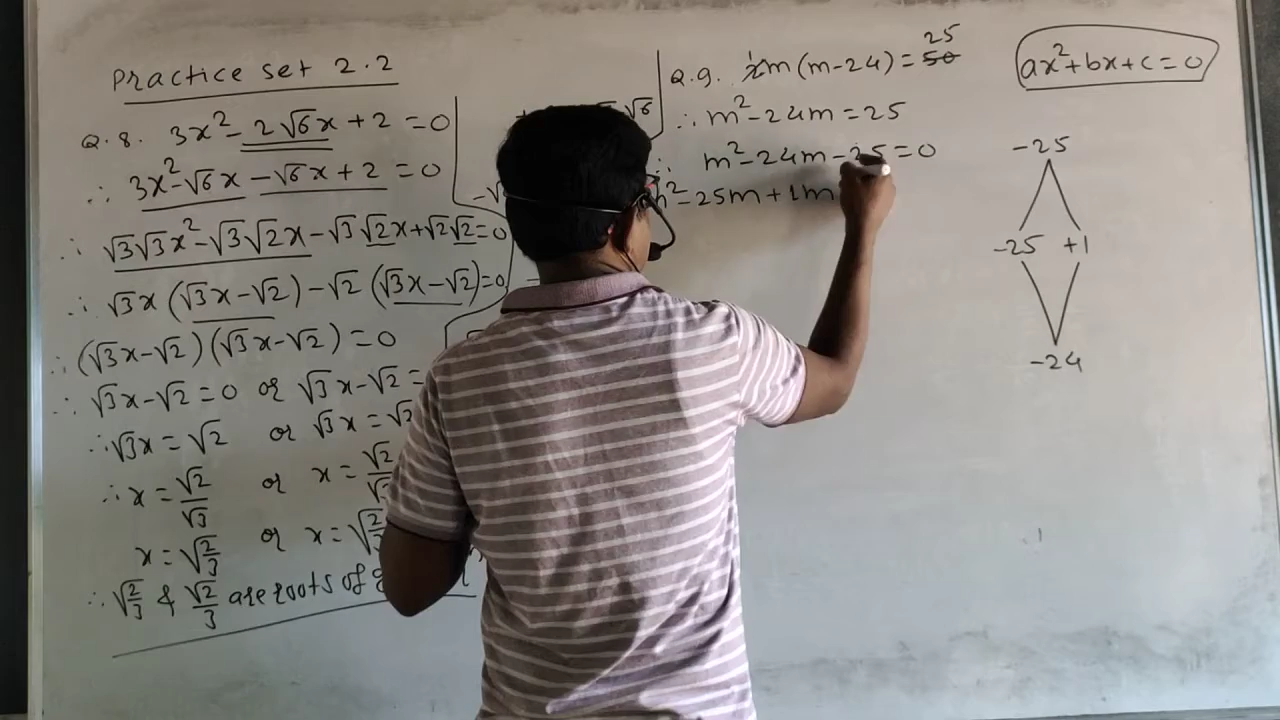 Practice set 2.2
Q.8. 3x² - 2√6x + 2 = 0
∴ 3x² - √6x - √6x + 2 = 0
∴ √3√3x² - √3√2x - √3√2x + √2√2 = 0
∴ √3x (√3x - √2) - √2 (√3x - √2) = 0
∴ (√3x - √2) (√3x - √2) = 0
∴ √3x - √2 = 0 or √3x - √2 =
∴ √3x = √2 or √3x = √2
∴ x = √2/√3 or x = √2/√
x = √2/3 or x = √2/3
∴ √2/3 & √2/3 are roots of
√6
Q.9. 2m (m - 24) = 50
1
25
∴ m² - 24m = 25
∴ m² - 24m - 25 = 0
m² - 25m + 1m
ax² + bx + c = 0
-25
-25 +1
-24